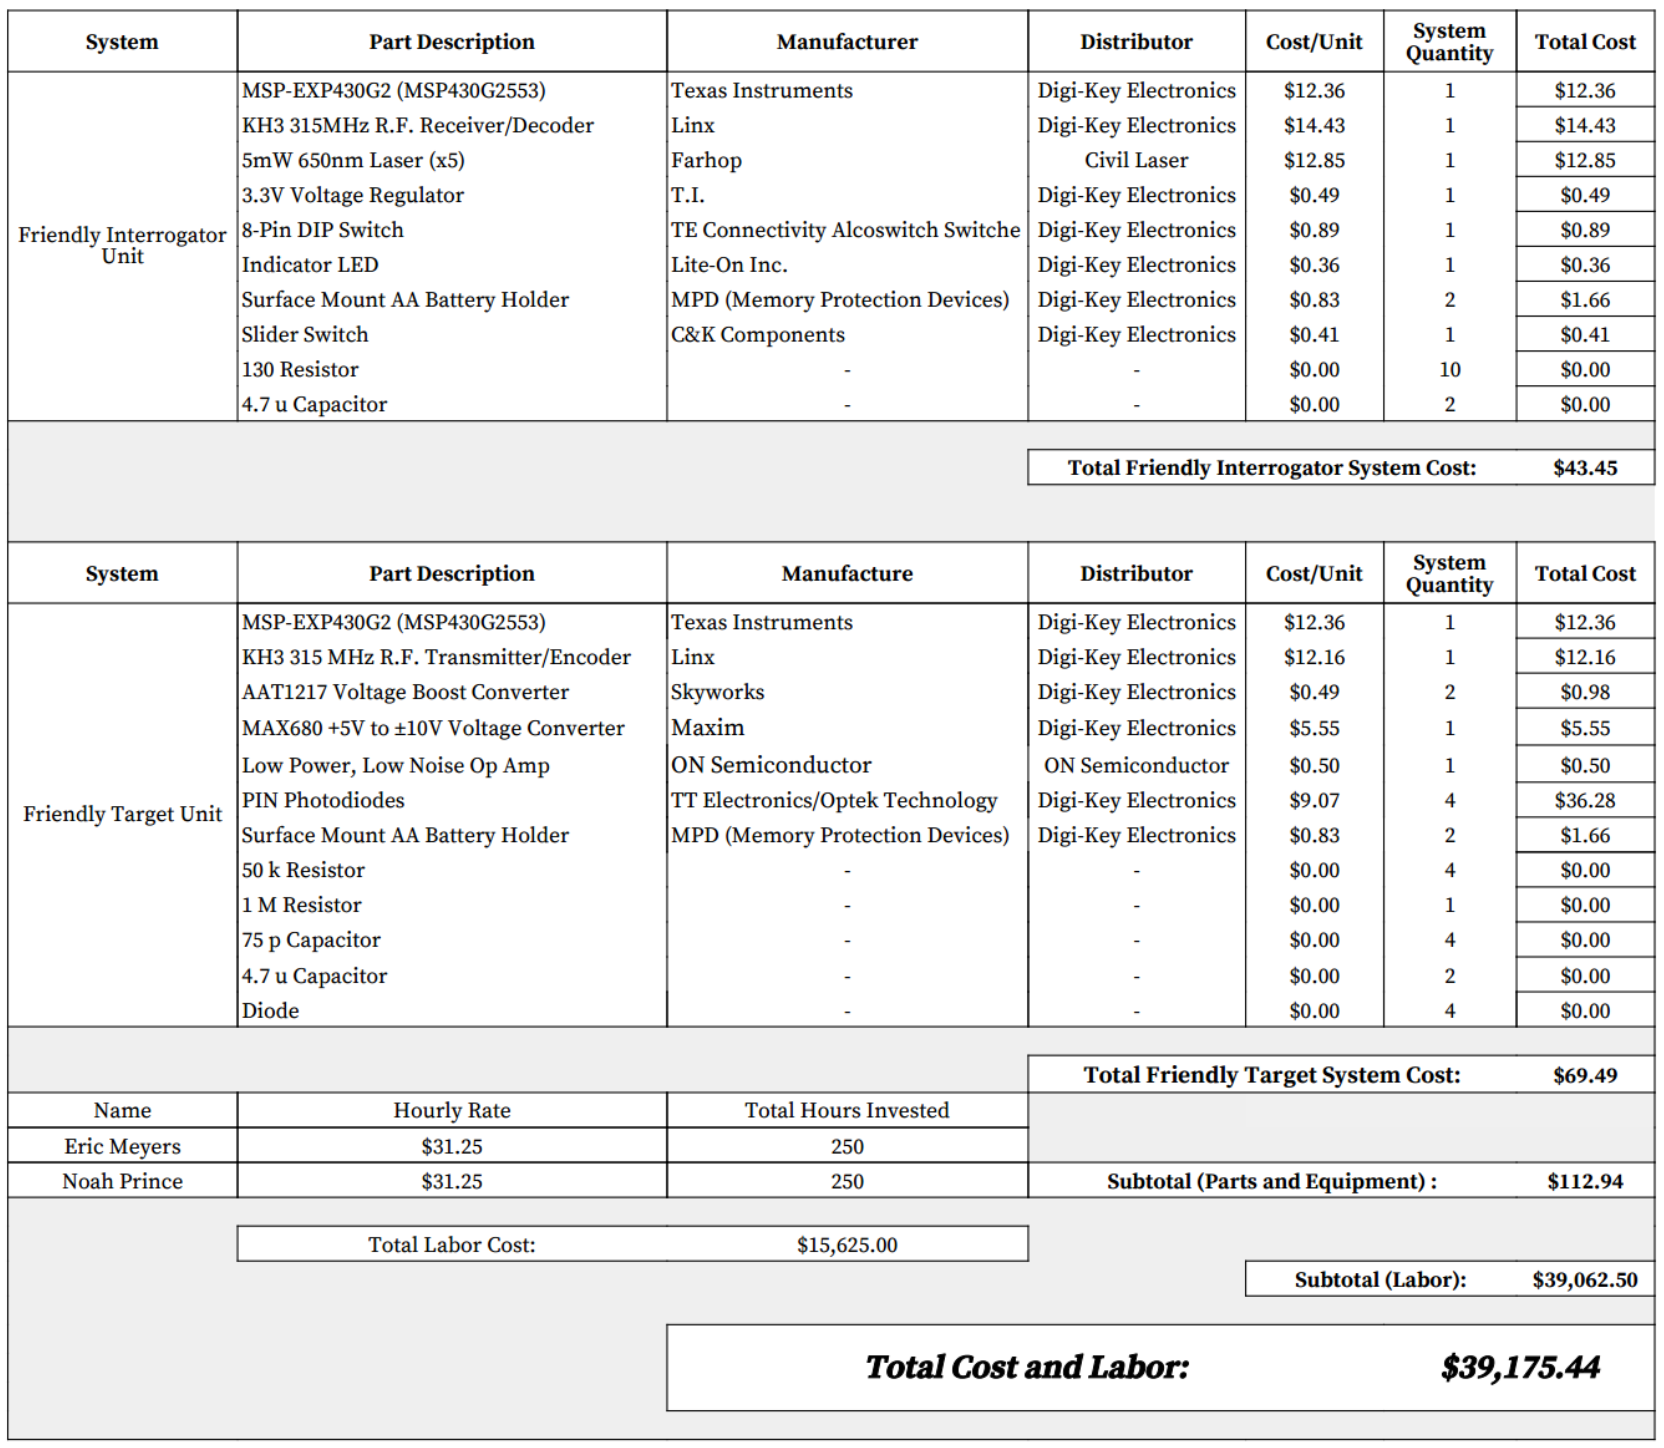 System Part Description Manufacturer Distributor Cost/Unit System Quantity Total Cost
MSP-EXP430G2 (MSP430G2553) Texas Instruments Digi-Key Electronics $12.36 1 $12.36
KH3 315MHz R.F. Receiver/Decoder Linx Digi-Key Electronics $14.43 1 $14.43
5mW 650nm Laser (x5) Farhop Civil Laser $12.85 1 $12.85
3.3V Voltage Regulator T.I. Digi-Key Electronics $0.49 1 $0.49
Friendly Interrogator Unit 8-Pin DIP Switch TE Connectivity Alcoswitch Switche Digi-Key Electronics $0.89 1 $0.89
Indicator LED Lite-On Inc. Digi-Key Electronics $0.36 1 $0.36
Surface Mount AA Battery Holder MPD (Memory Protection Devices) Digi-Key Electronics $0.83 2 $1.66
Slider Switch C&K Components Digi-Key Electronics $0.41 1 $0.41
130 Resistor - - $0.00 10 $0.00
4.7 u Capacitor - - $0.00 2 $0.00
Total Friendly Interrogator System Cost: $43.45
System Part Description Manufacture Distributor Cost/Unit System Quantity Total Cost
MSP-EXP430G2 (MSP430G2553) Texas Instruments Digi-Key Electronics $12.36 1 $12.36
KH3 315 MHz R.F. Transmitter/Encoder Linx Digi-Key Electronics $12.16 1 $12.16
AAT1217 Voltage Boost Converter Skyworks Digi-Key Electronics $0.49 2 $0.98
MAX680 +5V to ±10V Voltage Converter Maxim Digi-Key Electronics $5.55 1 $5.55
Low Power, Low Noise Op Amp ON Semiconductor ON Semiconductor $0.50 1 $0.50
Friendly Target Unit PIN Photodiodes TT Electronics/Optek Technology Digi-Key Electronics $9.07 4 $36.28
Surface Mount AA Battery Holder MPD (Memory Protection Devices) Digi-Key Electronics $0.83 2 $1.66
50 k Resistor - - $0.00 4 $0.00
1 M Resistor - - $0.00 1 $0.00
75 p Capacitor - - $0.00 4 $0.00
4.7 u Capacitor - - $0.00 2 $0.00
Diode - - $0.00 4 $0.00
Total Friendly Target System Cost: $69.49
Name Hourly Rate Total Hours Invested
Eric Meyers $31.25 250
Noah Prince $31.25 250 Subtotal (Parts and Equipment) : $112.94
Total Labor Cost: $15,625.00
Subtotal (Labor): $39,062.50
Total Cost and Labor: $39,175.44